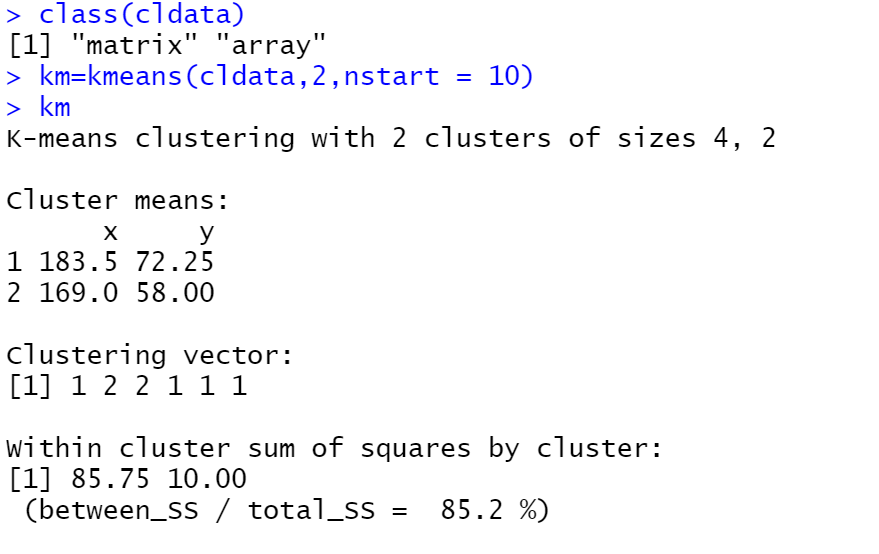 > class(cldata)
[1] "matrix" "array"
> km=kmeans(cldata,2,nstart = 10)
> km
K-means clustering with 2 clusters of sizes 4, 2
Cluster means:
x y
1 183.5 72.25
2 169.0 58.00
Clustering vector:
[1] 1 2 2 1 1 1
Within cluster sum of squares by cluster:
[1] 85.75 10.00
(between_SS / total_SS = 85.2 %)